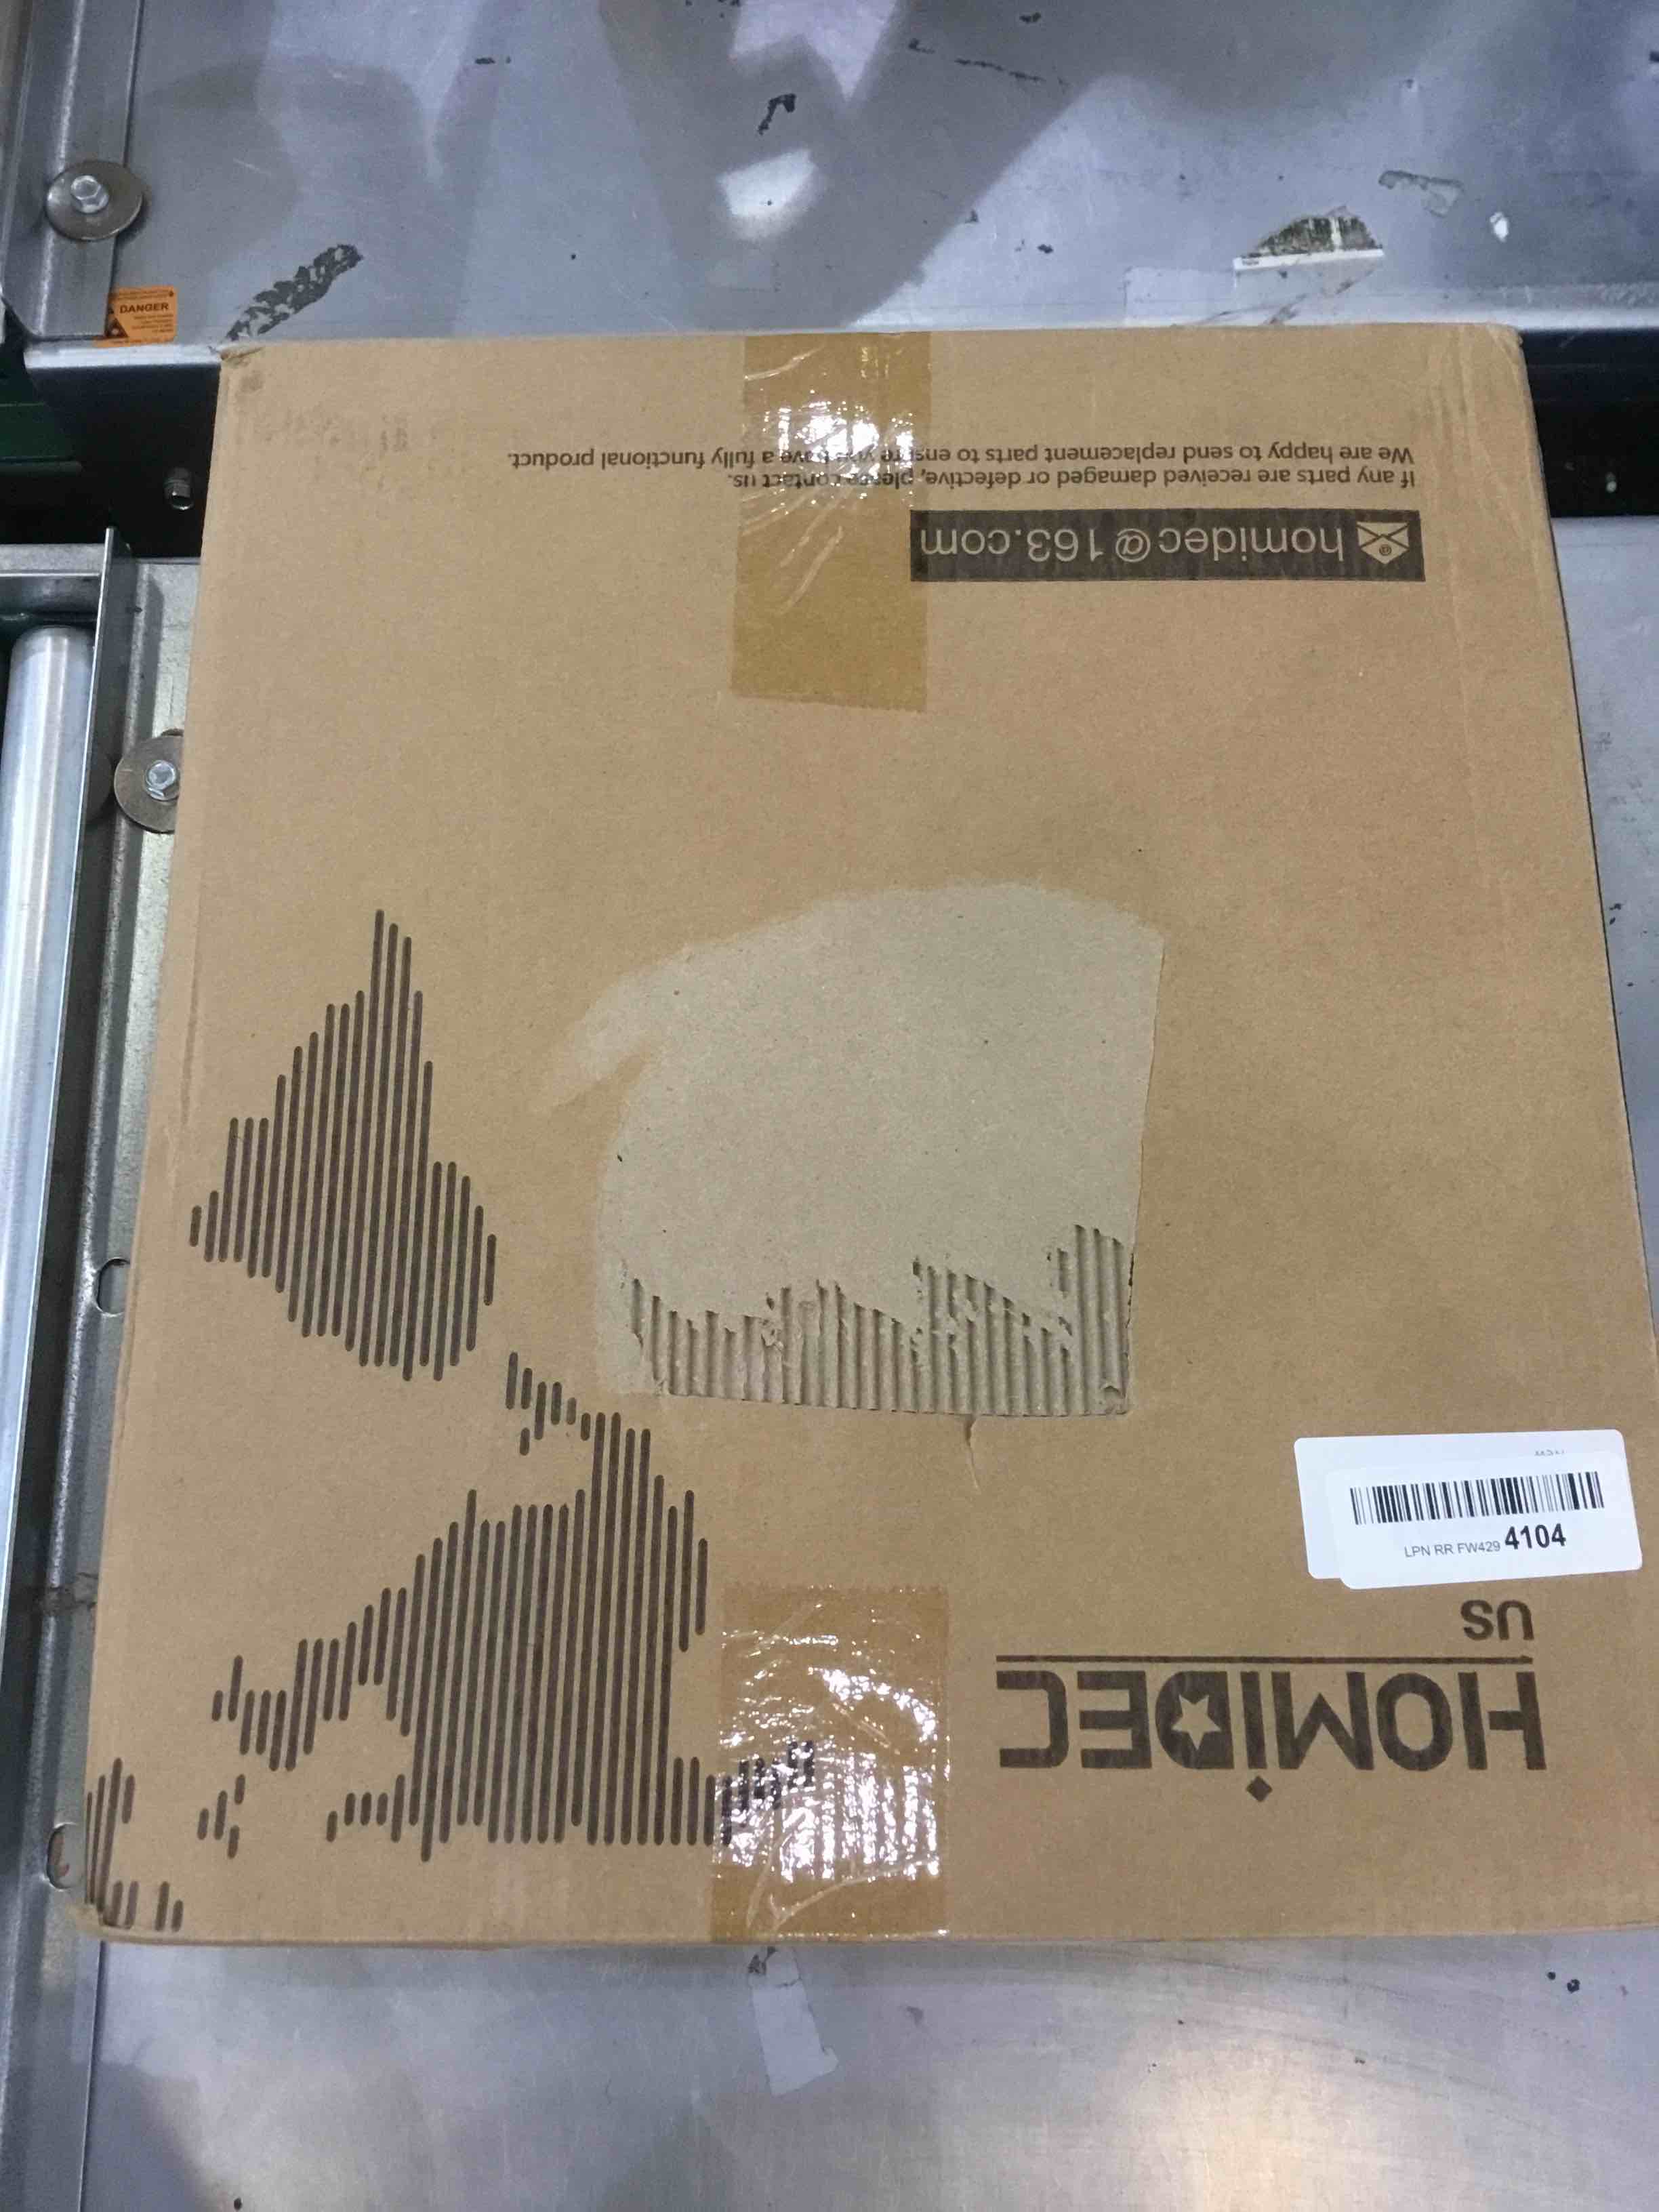 DANGER
HOMiDEC
US
LPN RR FW429 4104
homidec@163.com
If any parts are received damaged or defective, please contact us.
We are happy to send replacement parts to ensure you have a fully functional product.